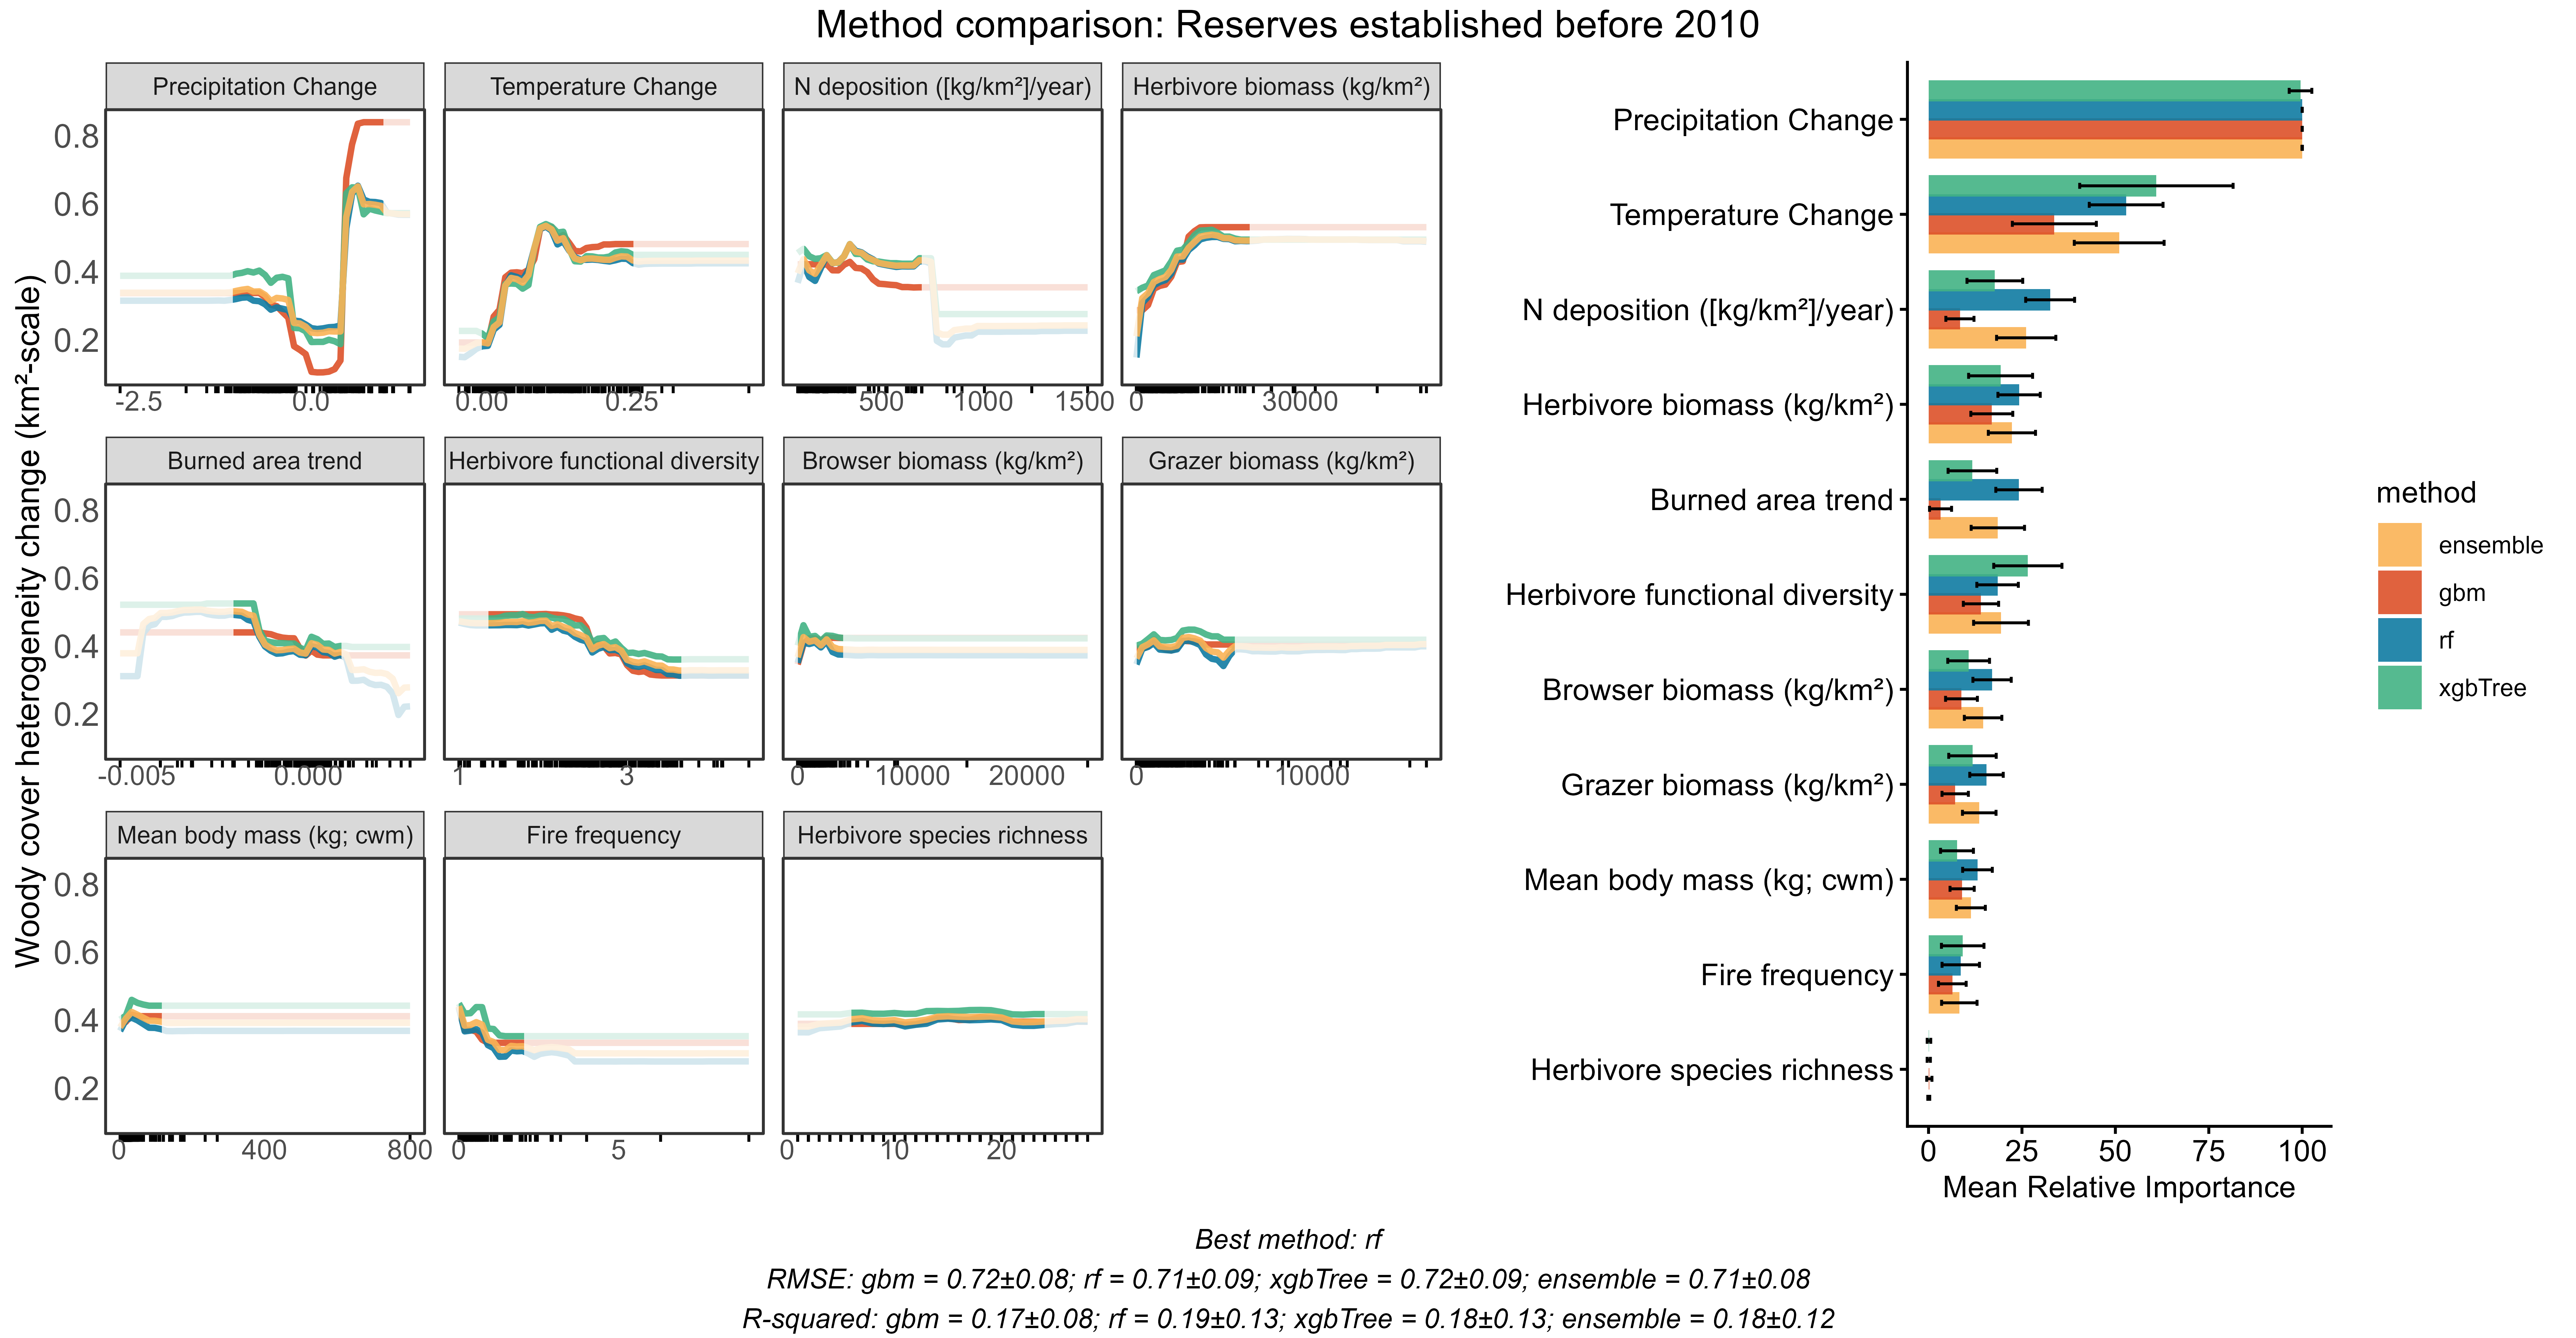 Method comparison: Reserves established before 2010
Woody cover heterogeneity change (km²-scale)
Precipitation Change
Temperature Change
N deposition ([kg/km²]/year)
Herbivore biomass (kg/km²)
0.8
0.6
0.4
0.2
-2.5 0.0
0.00 0.25
500 1000 1500
0 30000
Burned area trend
Herbivore functional diversity
Browser biomass (kg/km²)
Grazer biomass (kg/km²)
0.8
0.6
0.4
0.2
-0.005 0.000
1 3
0 10000 20000
0 10000
Mean body mass (kg; cwm)
Fire frequency
Herbivore species richness
0.8
0.6
0.4
0.2
0 400 800
0 5
0 10 20
Precipitation Change
Temperature Change
N deposition ([kg/km²]/year)
Herbivore biomass (kg/km²)
Burned area trend
Herbivore functional diversity
Browser biomass (kg/km²)
Grazer biomass (kg/km²)
Mean body mass (kg; cwm)
Fire frequency
Herbivore species richness
0 25 50 75 100
Mean Relative Importance
method
ensemble
gbm
rf
xgbTree
Best method: rf
RMSE: gbm = 0.72±0.08; rf = 0.71±0.09; xgbTree = 0.72±0.09; ensemble = 0.71±0.08
R-squared: gbm = 0.17±0.08; rf = 0.19±0.13; xgbTree = 0.18±0.13; ensemble = 0.18±0.12